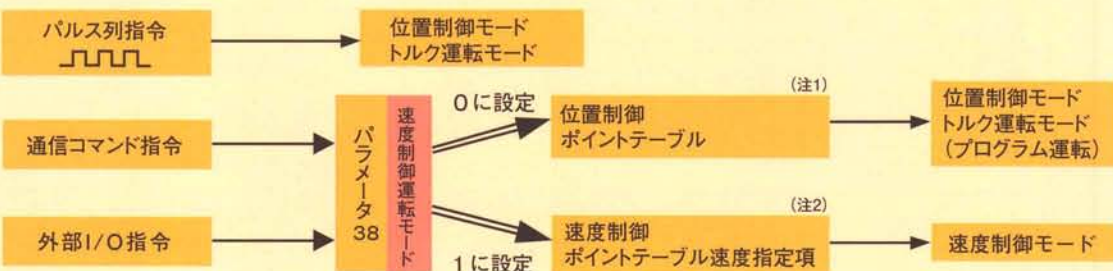 パルス列指令
位置制御モード
トルク運転モード
通信コマンド指令
外部I/O指令
パラメータ38
速度制御運転モード
0に設定
1に設定
(注1)
位置制御
ポイントテーブル
位置制御モード
トルク運転モード
(プログラム運転)
(注2)
速度制御
ポイントテーブル速度指定項
速度制御モード